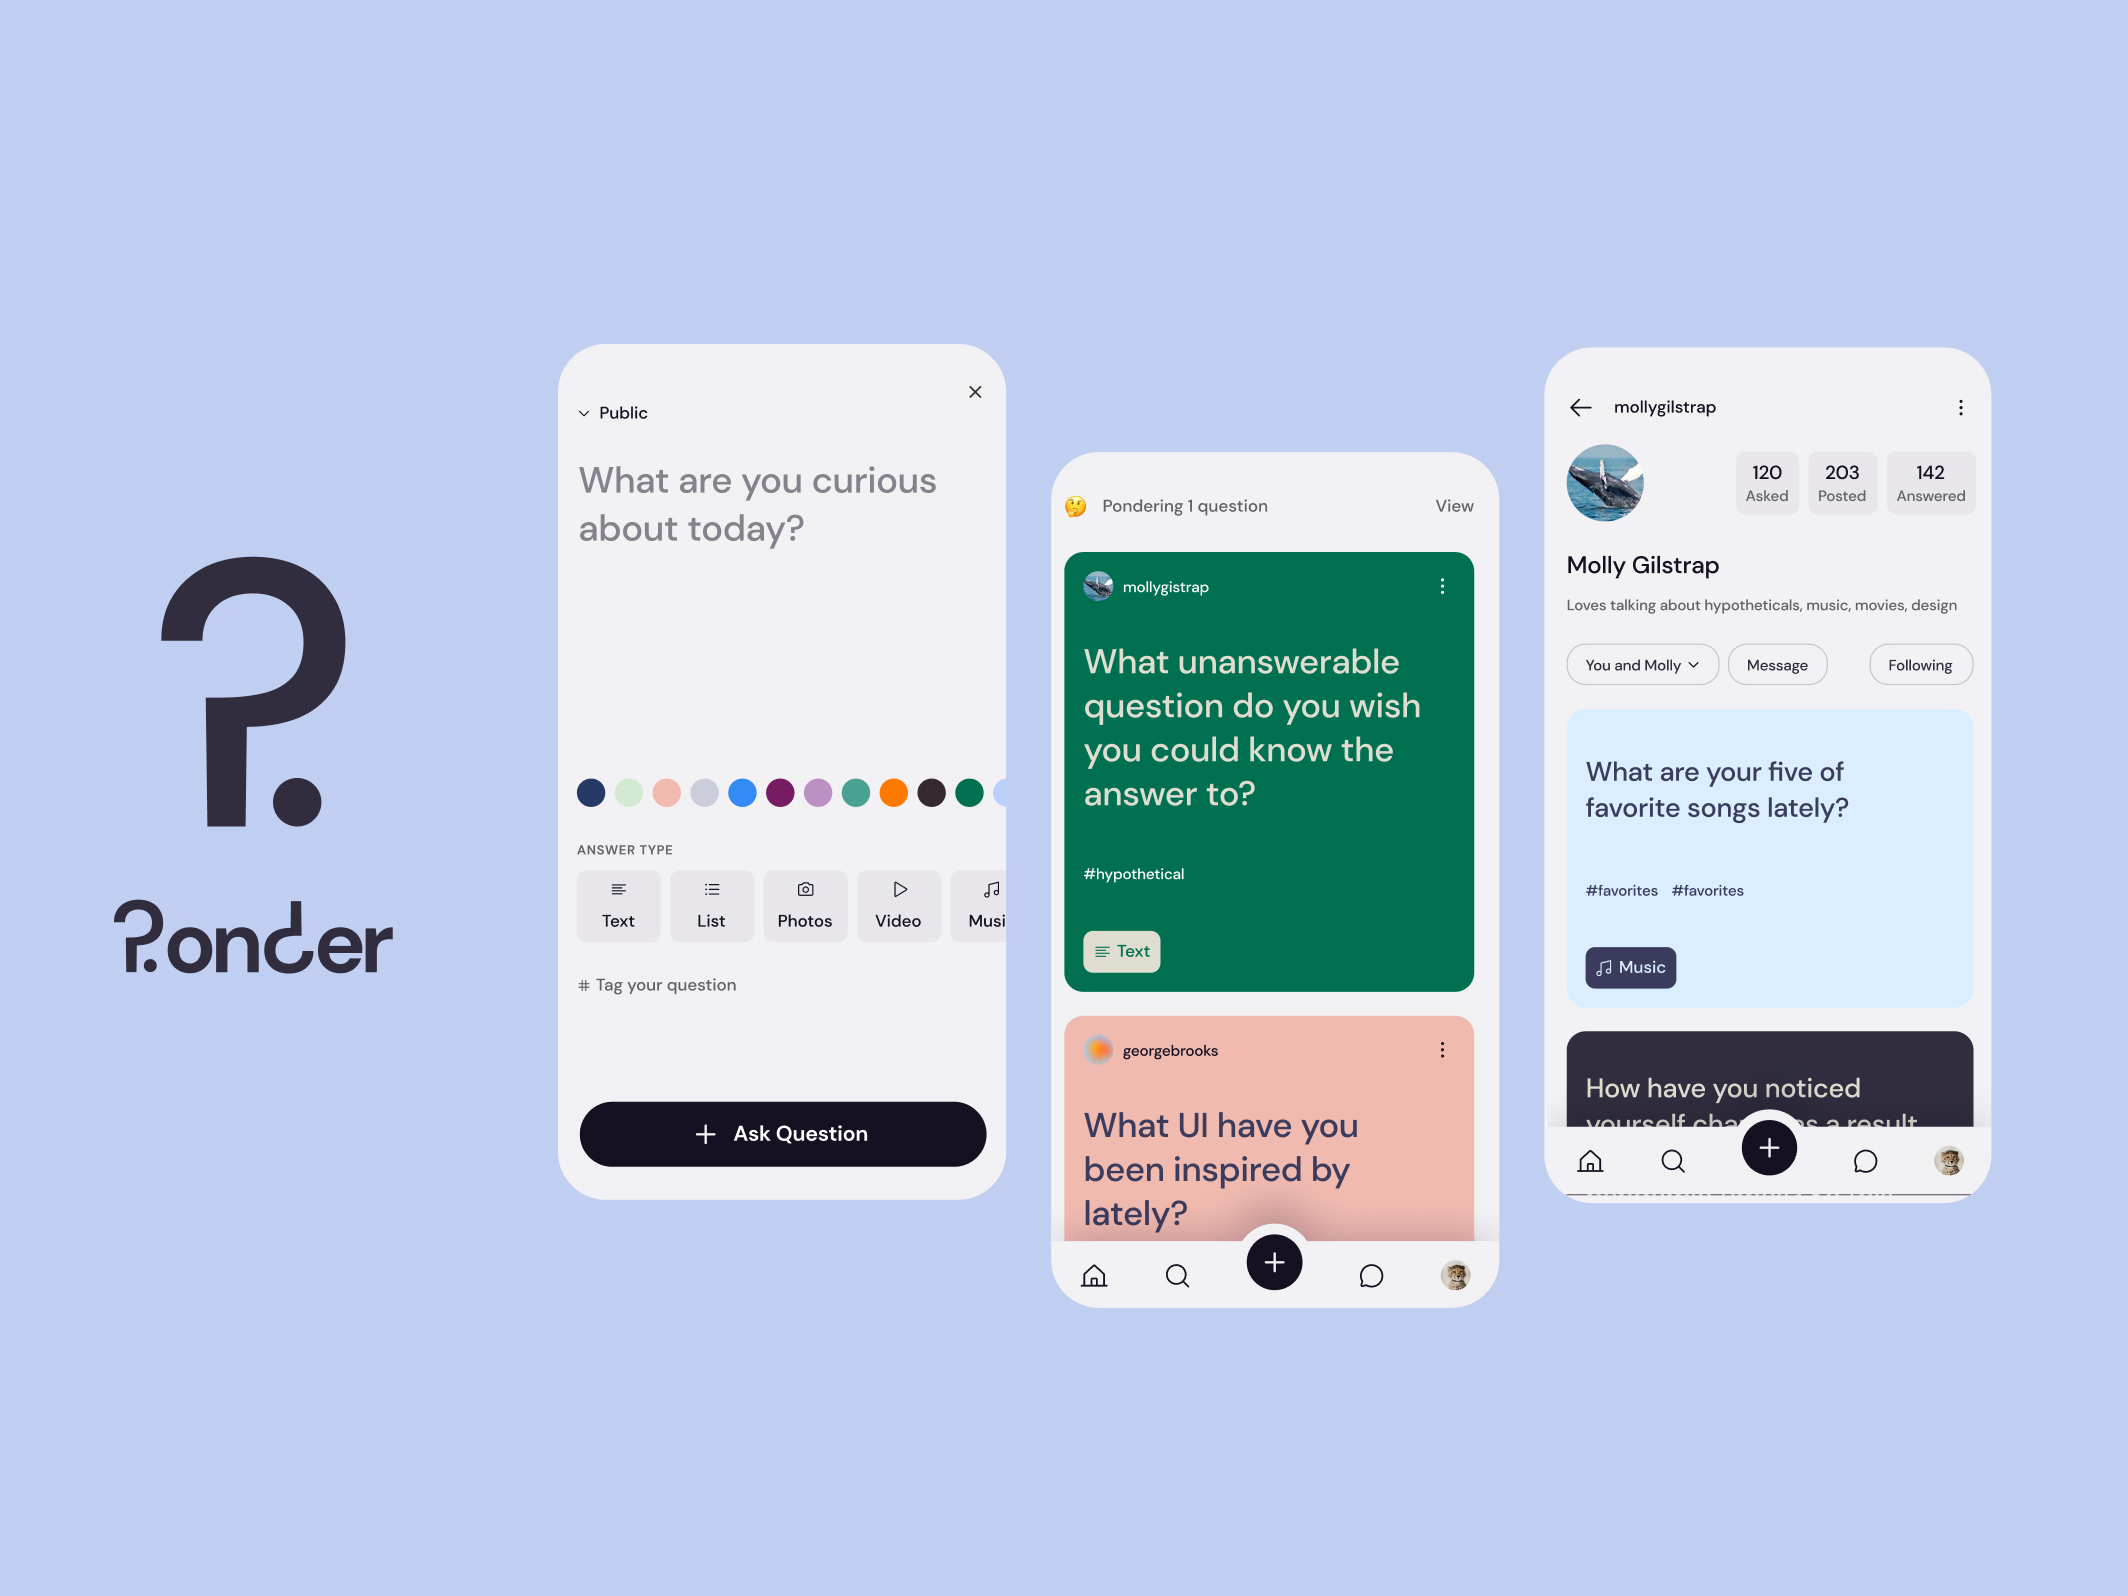 ?.onder
Public
What are you curious
about today?
ANSWER TYPE
Text
List
Photos
Video
Musi
# Tag your question
Ask Question
Pondering 1 question
View
mollygistrap
What unanswerable
question do you wish
you could know the
answer to?
#hypothetical
Text
georgebrooks
What UI have you
been inspired by
lately?
mollygilstrap
120
Asked
203
Posted
142
Answered
Molly Gilstrap
Loves talking about hypotheticals, music, movies, design
You and Molly
Message
Following
What are your five of
favorite songs lately?
#favorites #favorites
Music
How have you noticed
yourself as a result